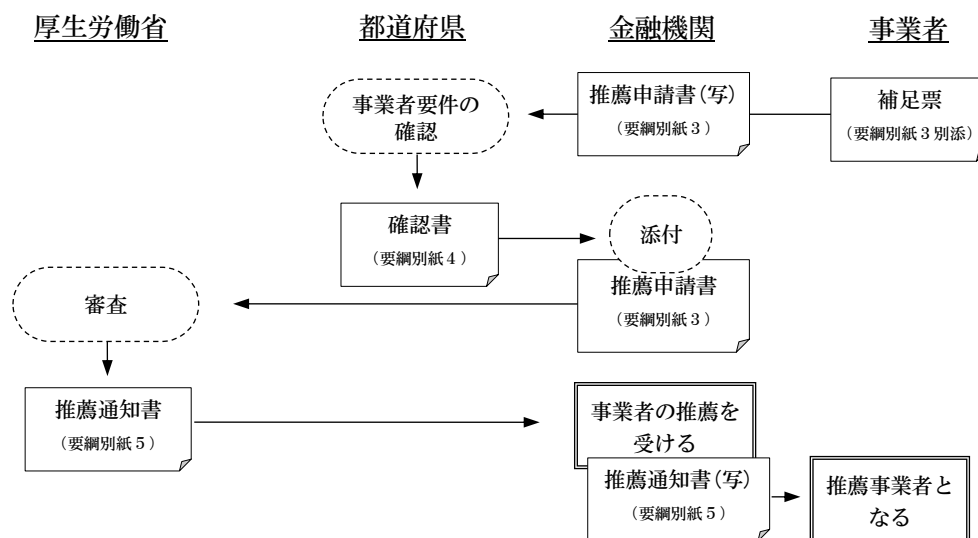 厚生労働省
都道府県
金融機関
事業者
事業者要件の
確認
推薦申請書(写)
(要綱別紙3)
補足票
(要綱別紙3別添)
確認書
(要綱別紙4)
添付
推薦申請書
(要綱別紙3)
審査
推薦通知書
(要綱別紙5)
事業者の推薦を
受ける
推薦通知書(写)
(要綱別紙5)
推薦事業者と
なる